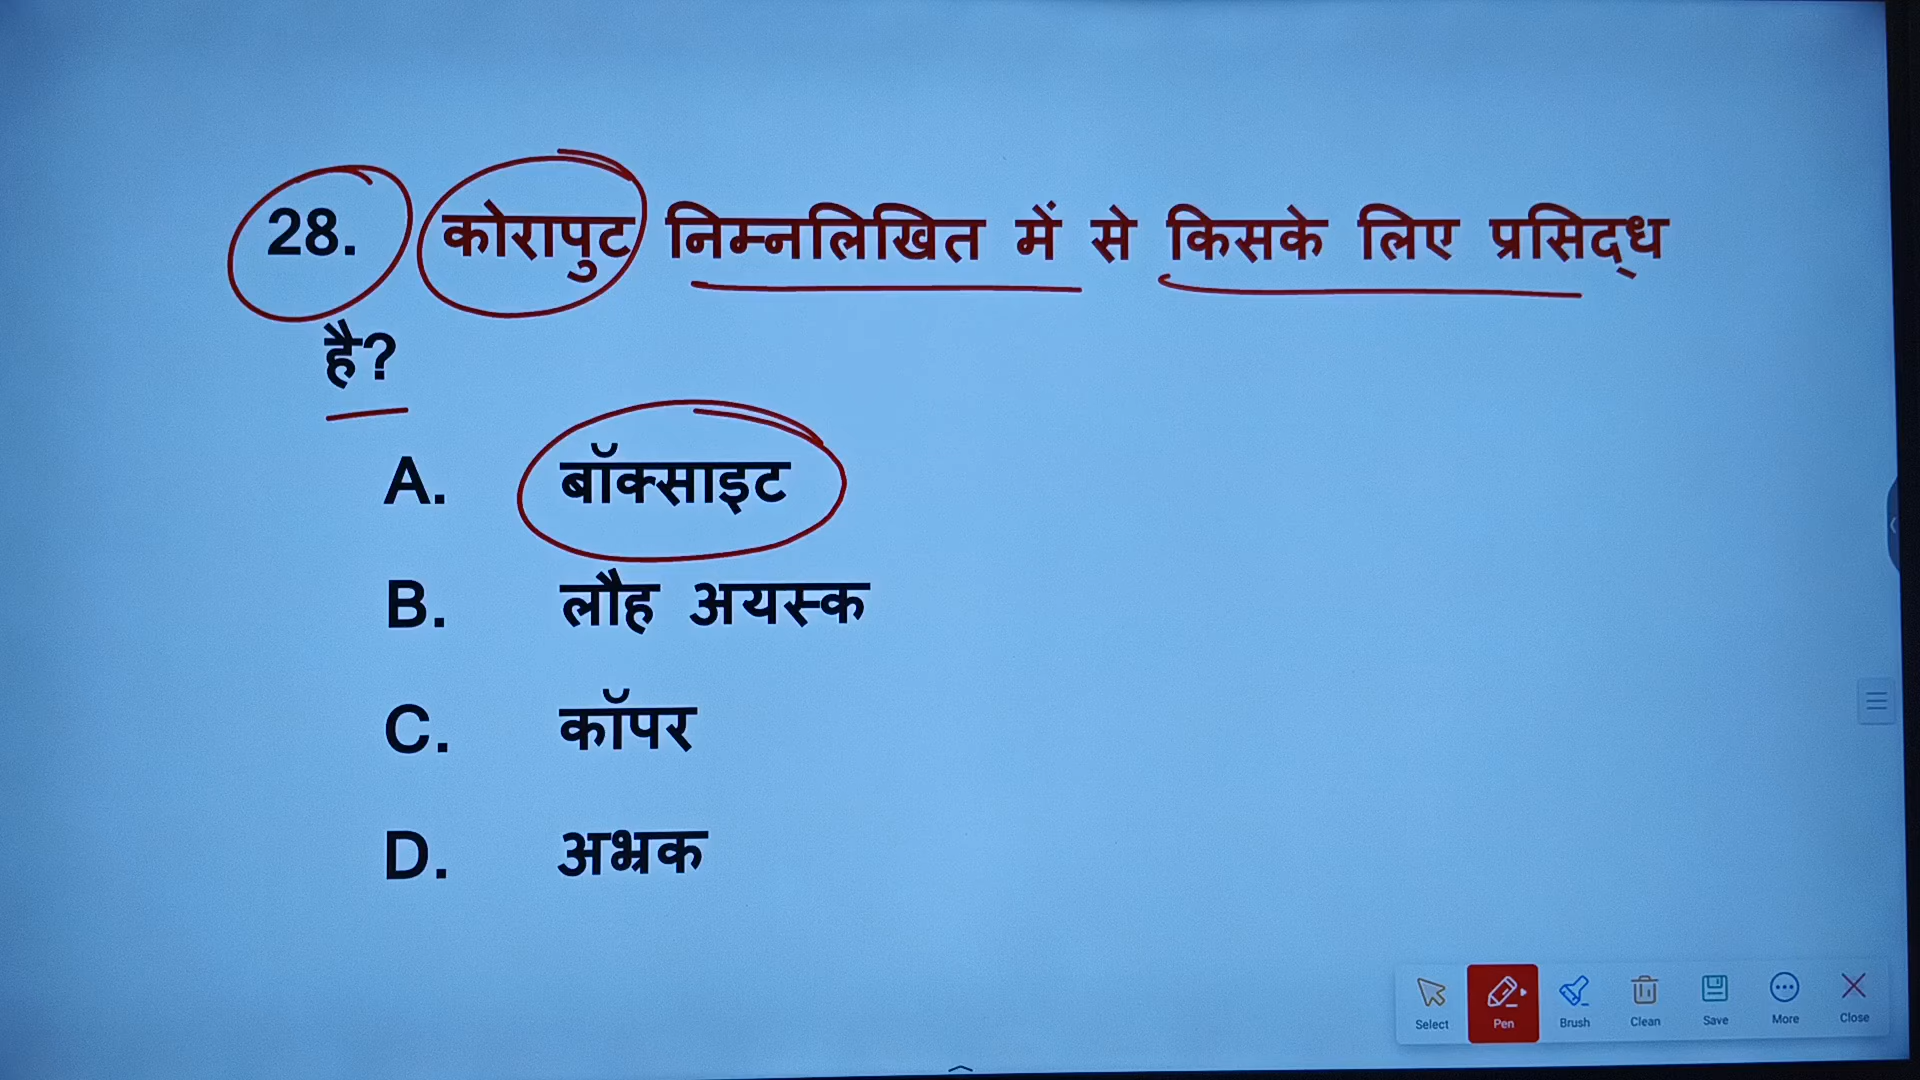 28. कोरापुट निम्नलिखित में से किसके लिए प्रसिद्ध
है?
A. बॉक्साइट
B. लौह अयस्क
C. कॉपर
D. अभ्रक
Select Pen Brush Clean Save More Close